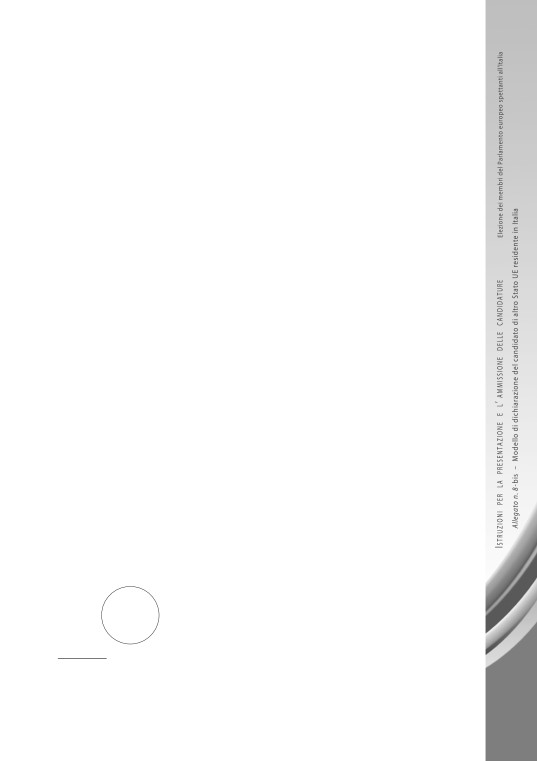 Elezione dei membri del Parlamento europeo spettanti all'Italia
ISTRUZIONI PER LA PRESENTAZIONE E L'AMMISSIONE DELLE CANDIDATURE
Allegato n. 8-bis – Modello di dichiarazione del candidato di altro Stato UE residente in Italia